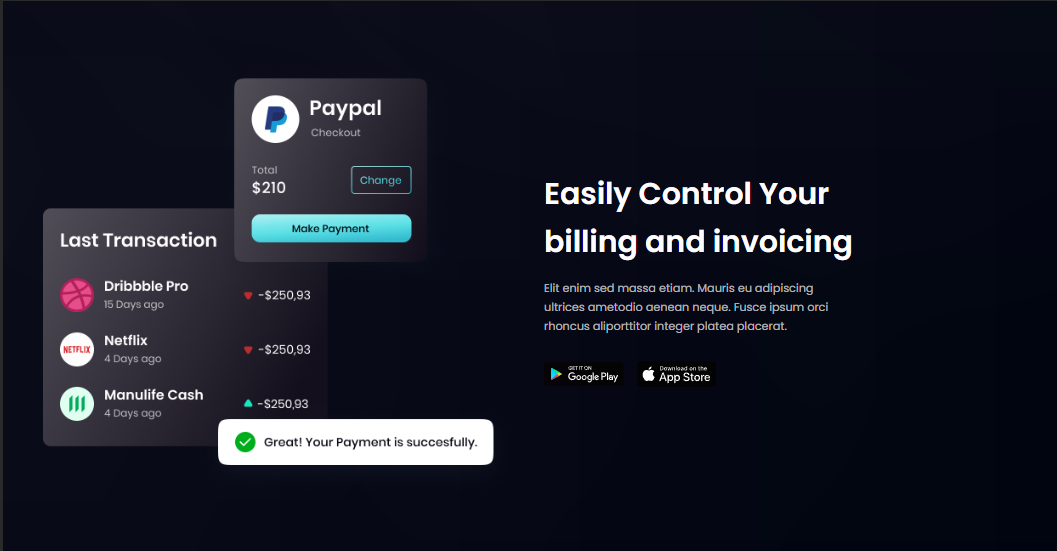 Paypal
Checkout
Total
$210
Change
Make Payment
Last Transaction
Dribbble Pro
15 Days ago
-$250,93
NETFLIX
Netflix
4 Days ago
-$250,93
Manulife Cash
4 Days ago
-$250,93
Great! Your Payment is succesfully.
Easily Control Your
billing and invoicing
Elit enim sed massa etiam. Mauris eu adipiscing
ultrices ametodio aenean neque. Fusce ipsum orci
rhoncus aliporttitor integer platea placerat.
GET IT ON
Google Play
Download on the
App Store